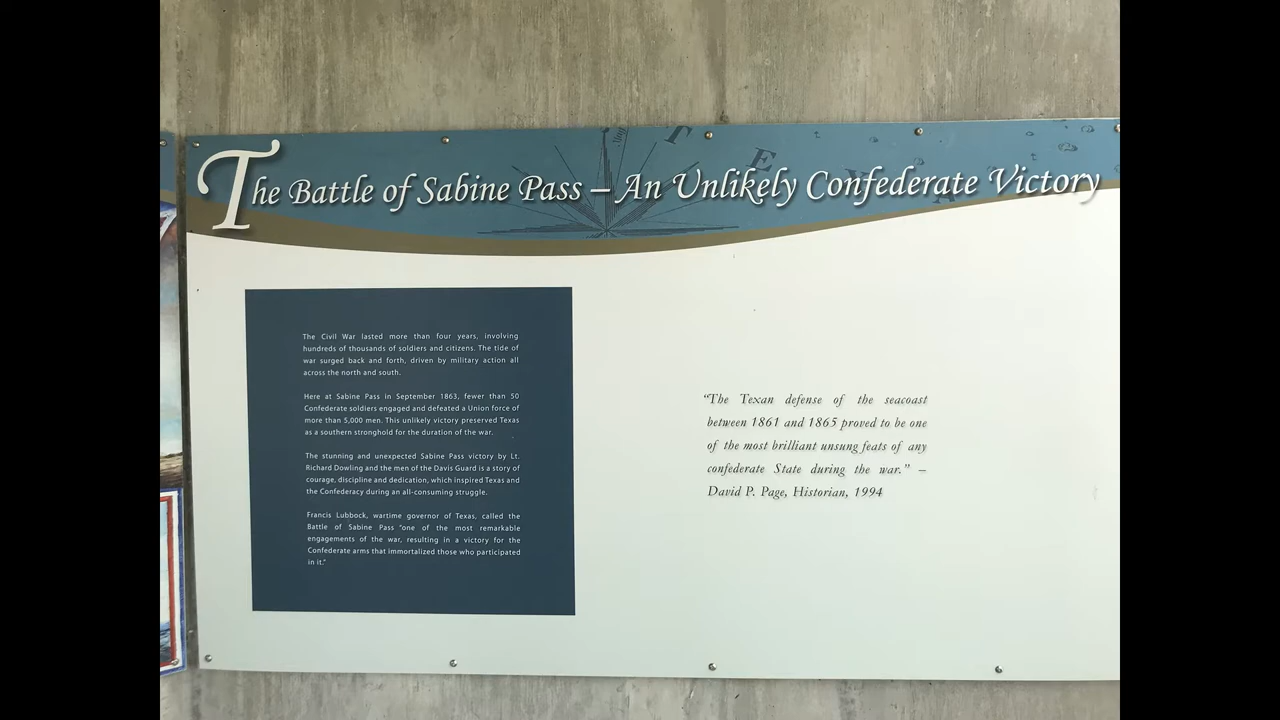 The Battle of Sabine Pass – An Unlikely Confederate Victory
TEXA
The Civil War lasted more than four years, involving
hundreds of thousands of soldiers and citizens. The tide of
war surged back and forth, driven by military action all
across the north and south.
Here at Sabine Pass in September 1863, fewer than 50
Confederate soldiers engaged and defeated a Union force of
more than 5,000 men. This unlikely victory preserved Texas
as a southern stronghold for the duration of the war.
The stunning and unexpected Sabine Pass victory by Lt.
Richard Dowling and the men of the Davis Guard is a story of
courage, discipline and dedication, which inspired Texas and
the Confederacy during an all-consuming struggle.
Francis Lubbock, wartime governor of Texas, called the
Battle of Sabine Pass "one of the most remarkable
engagements of the war, resulting in a victory for the
Confederate arms that immortalized those who participated
in it."
“The Texan defense of the seacoast
between 1861 and 1865 proved to be one
of the most brilliant unsung feats of any
confederate State during the war.” –
David P. Page, Historian, 1994